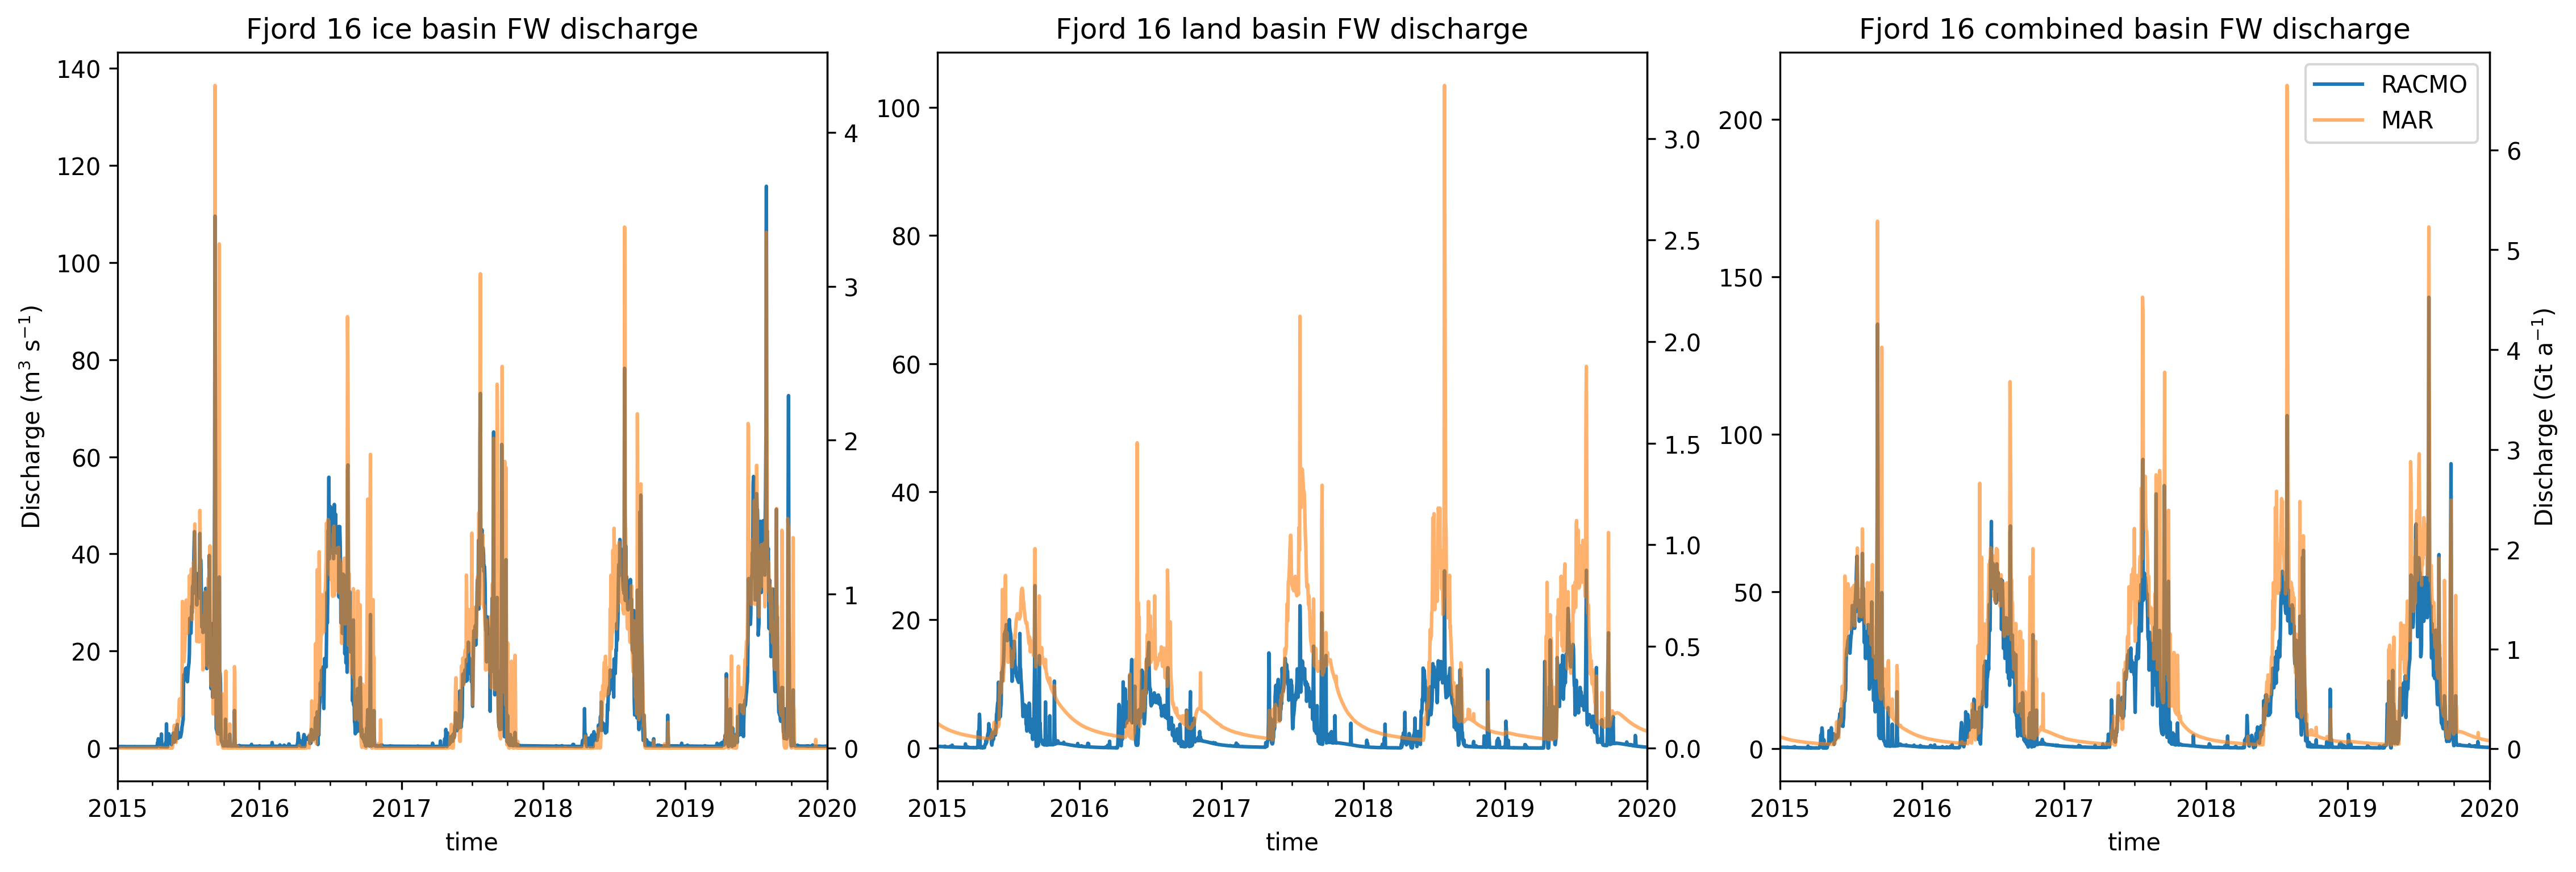 Fjord 16 ice basin FW discharge
Discharge (m³ s⁻¹)
140
120
100
80
60
40
20
0
4
3
2
1
0
2015 2016 2017 2018 2019 2020
time
Fjord 16 land basin FW discharge
100
80
60
40
20
0
3.0
2.5
2.0
1.5
1.0
0.5
0.0
2015 2016 2017 2018 2019 2020
time
Fjord 16 combined basin FW discharge
RACMO
MAR
200
150
100
50
0
6
5
4
3
2
1
0
Discharge (Gt a⁻¹)
2015 2016 2017 2018 2019 2020
time